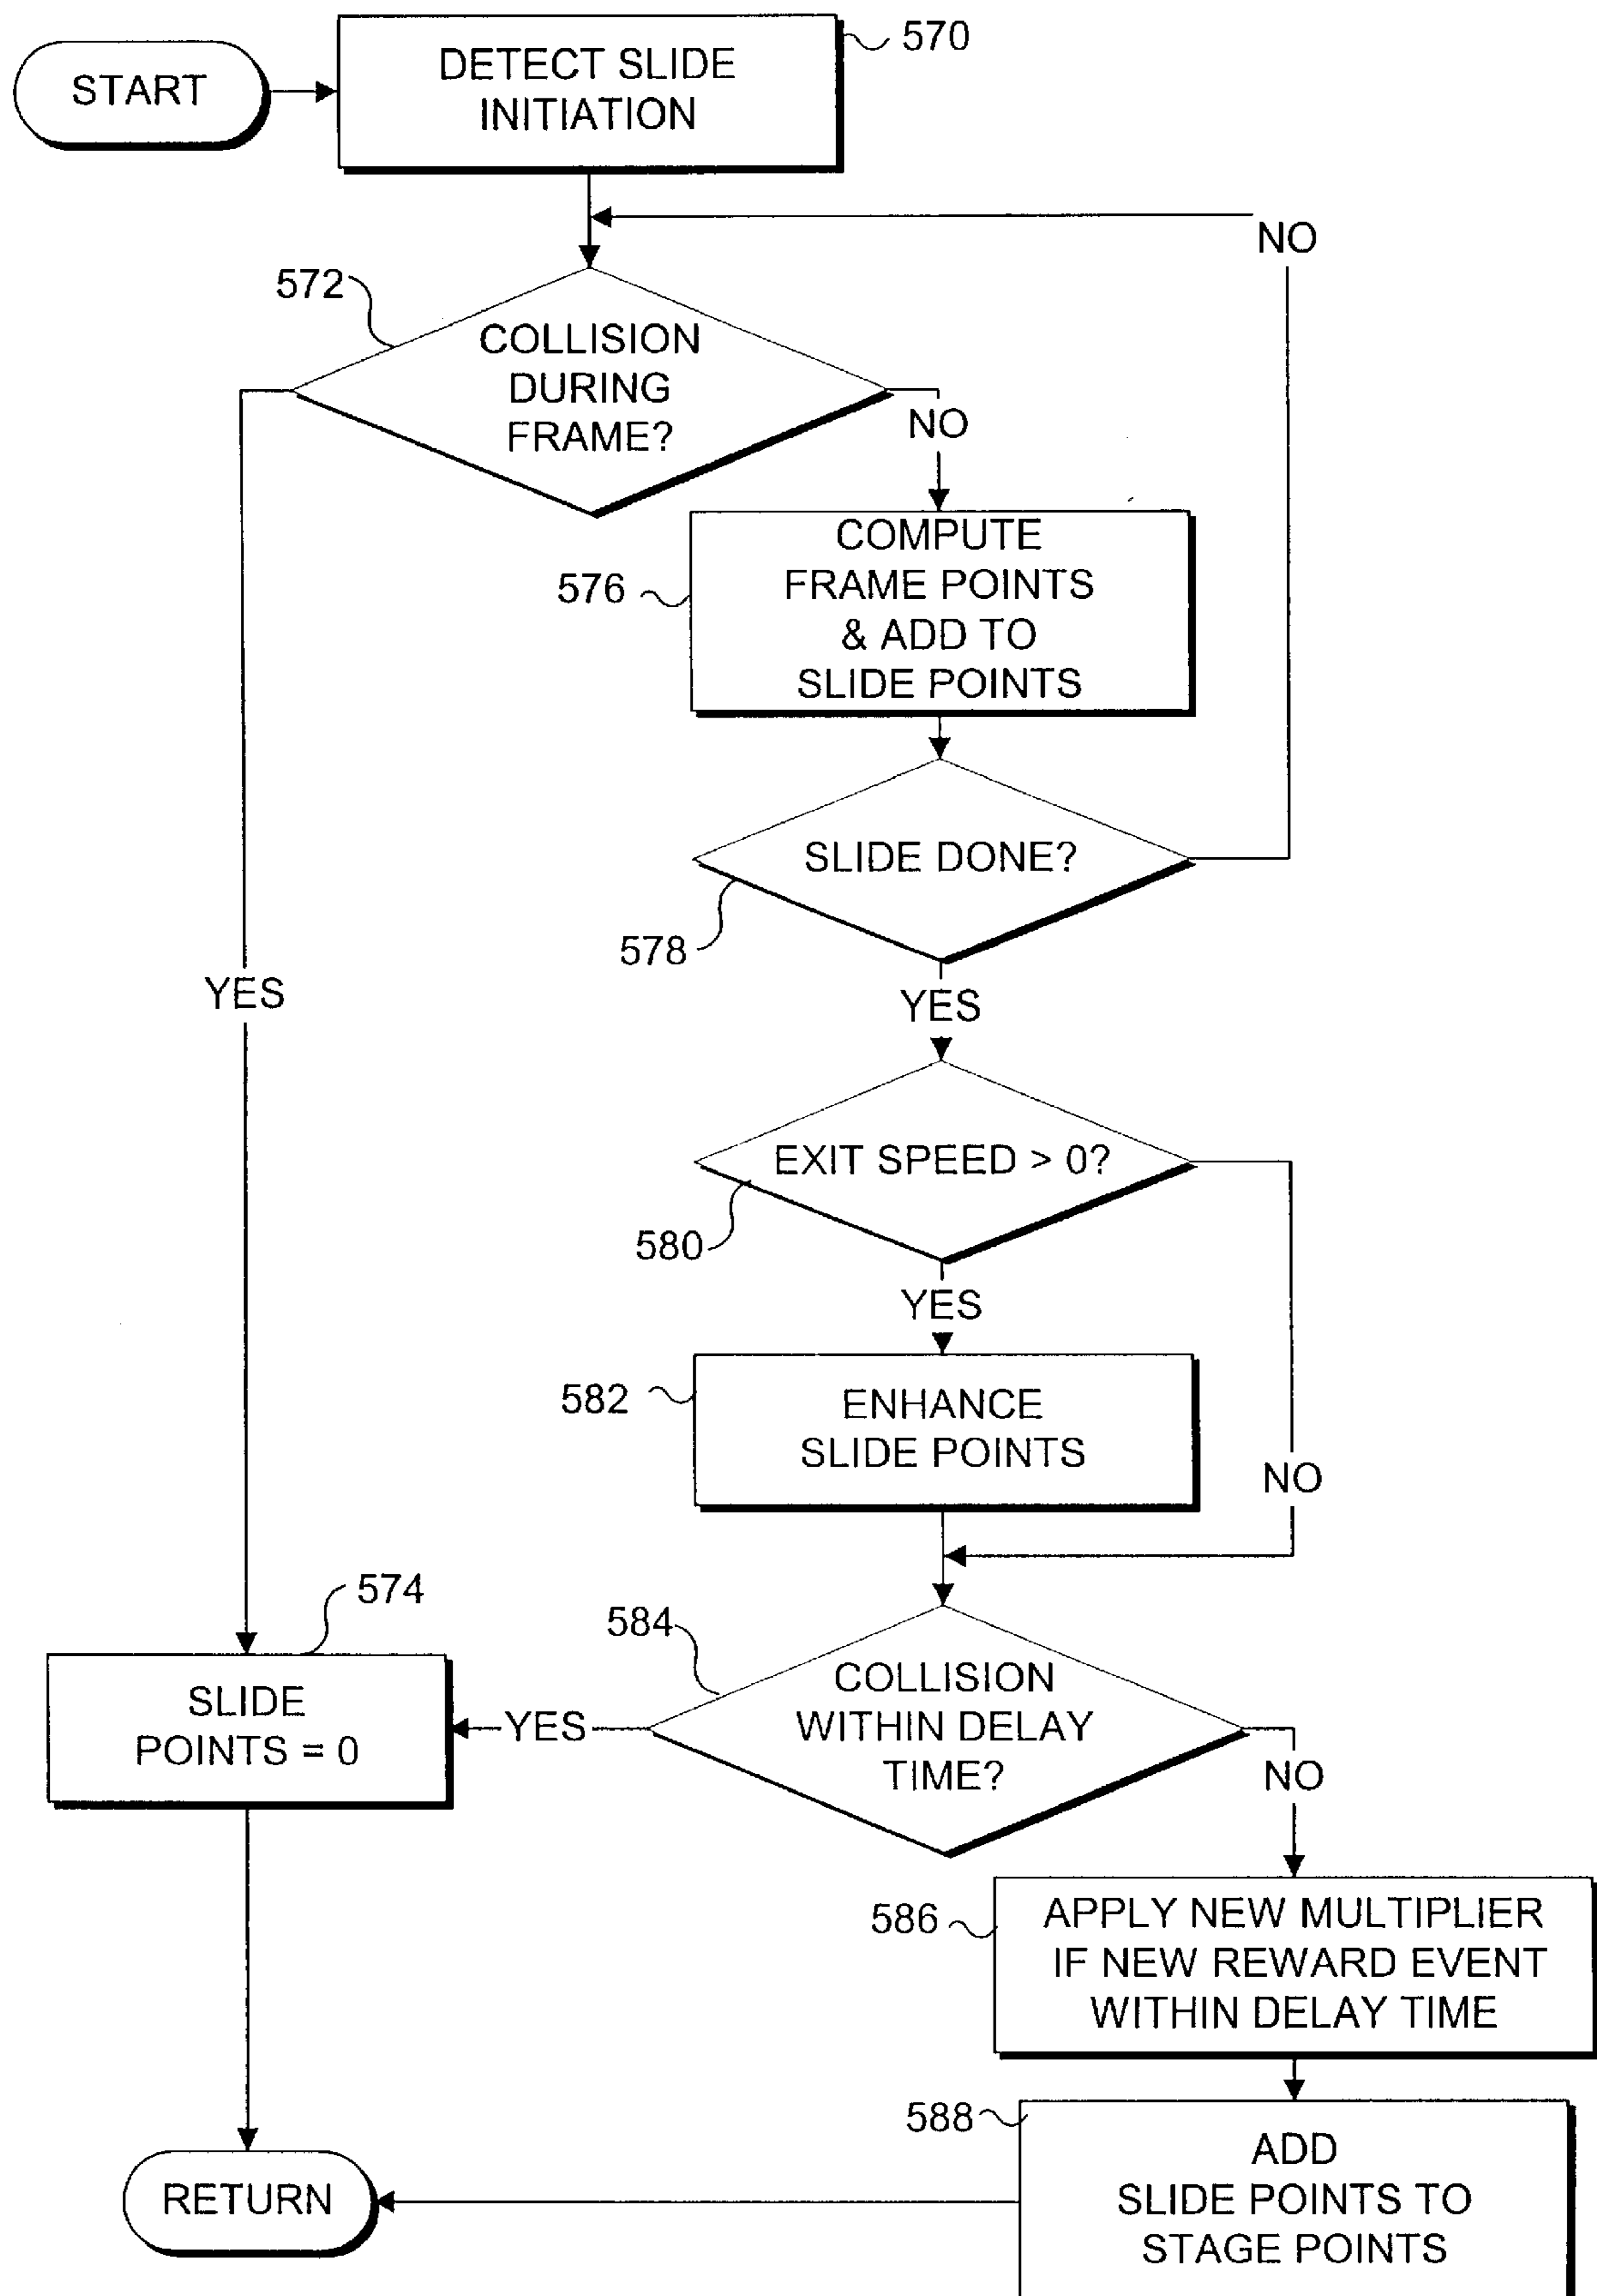 START
DETECT SLIDE
INITIATION
570
NO
572
COLLISION
DURING
FRAME?
NO
COMPUTE
FRAME POINTS
& ADD TO
SLIDE POINTS
576
SLIDE DONE?
578
YES
YES
EXIT SPEED > 0?
580
YES
582
ENHANCE
SLIDE POINTS
NO
574
SLIDE
POINTS = 0
584
COLLISION
WITHIN DELAY
TIME?
YES
NO
586
APPLY NEW MULTIPLIER
IF NEW REWARD EVENT
WITHIN DELAY TIME
588
ADD
SLIDE POINTS TO
STAGE POINTS
RETURN